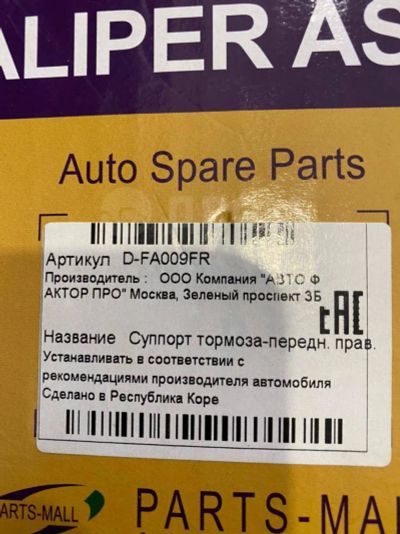 ALIPER AS
Auto Spare Parts
Артикул D-FA009FR
Производитель : ООО Компания "АВТО Ф
АКТОР ПРО" Москва, Зеленый проспект 3Б
EAC
Название Суппорт тормоза-передн. прав.
Устанавливать в соответствии с
рекомендациями производителя автомобиля
Сделано в Республика Коре
ARTS-MALL
PARTS-MA